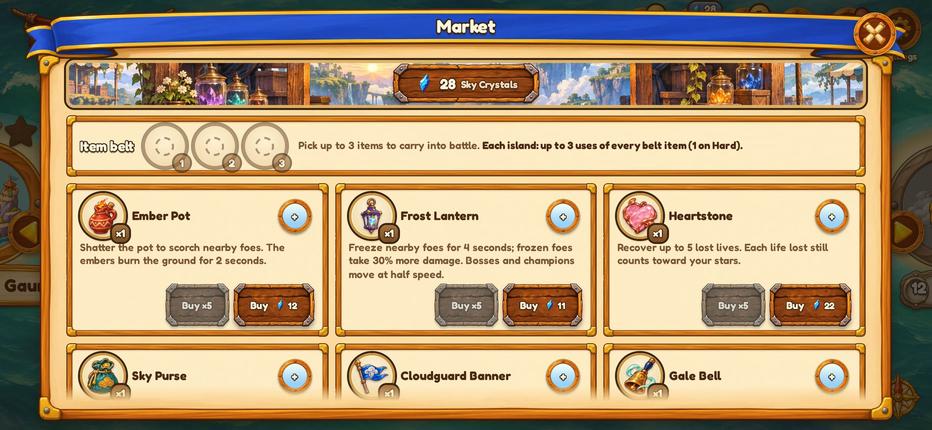 Market
28
28 Sky Crystals
Item belt
1
2
3
Pick up to 3 items to carry into battle. Each island: up to 3 uses of every belt item (1 on Hard).
Ember Pot
x1
Shatter the pot to scorch nearby foes. The
embers burn the ground for 2 seconds.
Buy x5
Buy 12
Frost Lantern
x1
Freeze nearby foes for 4 seconds; frozen foes
take 30% more damage. Bosses and champions
move at half speed.
Buy x5
Buy 11
Heartstone
x1
Recover up to 5 lost lives. Each life lost still
counts toward your stars.
Buy x5
Buy 22
Sky Purse
x1
Cloudguard Banner
x1
Gale Bell
x1
gs
Gau
12